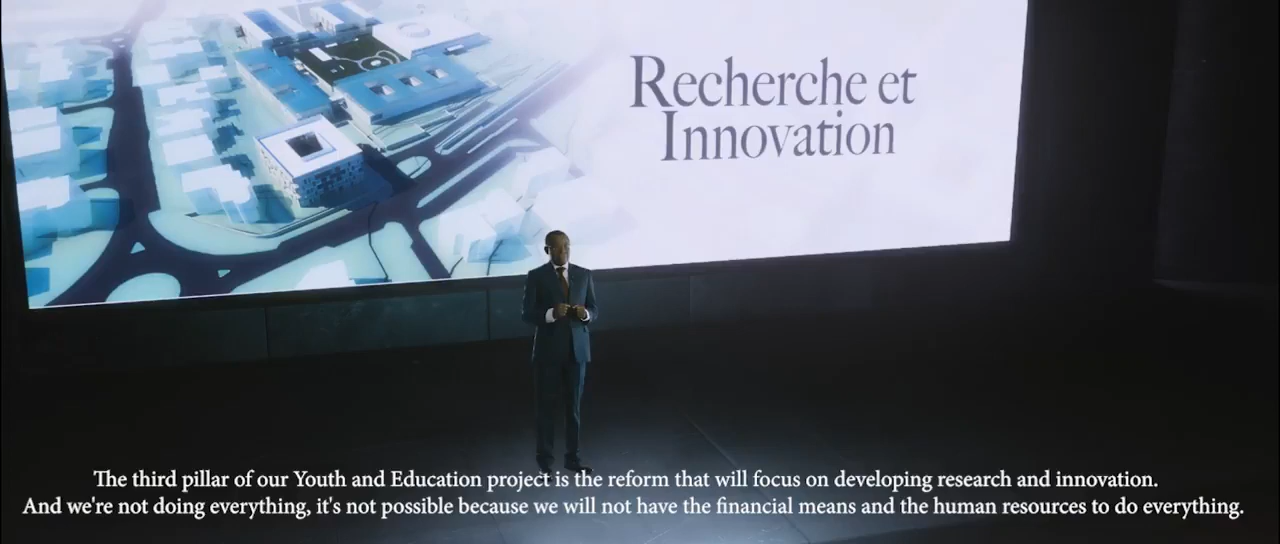 Recherche et
Innovation
The third pillar of our Youth and Education project is the reform that will focus on developing research and innovation.
And we're not doing everything, it's not possible because we will not have the financial means and the human resources to do everything.